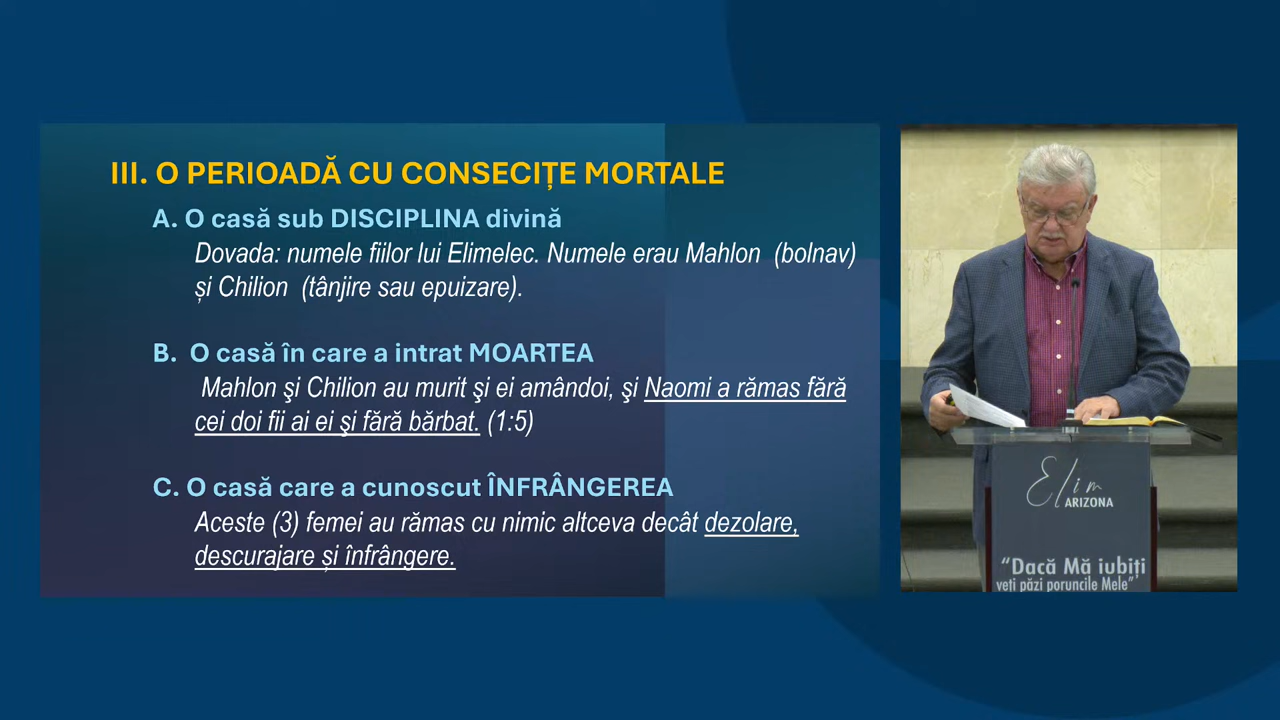 III. O PERIOADĂ CU CONSECIȚE MORTALE
A. O casă sub DISCIPLINA divină
Dovada: numele fiilor lui Elimelec. Numele erau Mahlon (bolnav)
și Chilion (tânjire sau epuizare).
B. O casă în care a intrat MOARTEA
Mahlon şi Chilion au murit şi ei amândoi, şi Naomi a rămas fără
cei doi fii ai ei şi fără bărbat. (1:5)
C. O casă care a cunoscut ÎNFRÂNGEREA
Aceste (3) femei au rămas cu nimic altceva decât dezolare,
descurajare și înfrângere.
Elim
ARIZONA
“Dacă Mă iubiți
veți păzi poruncile Mele”